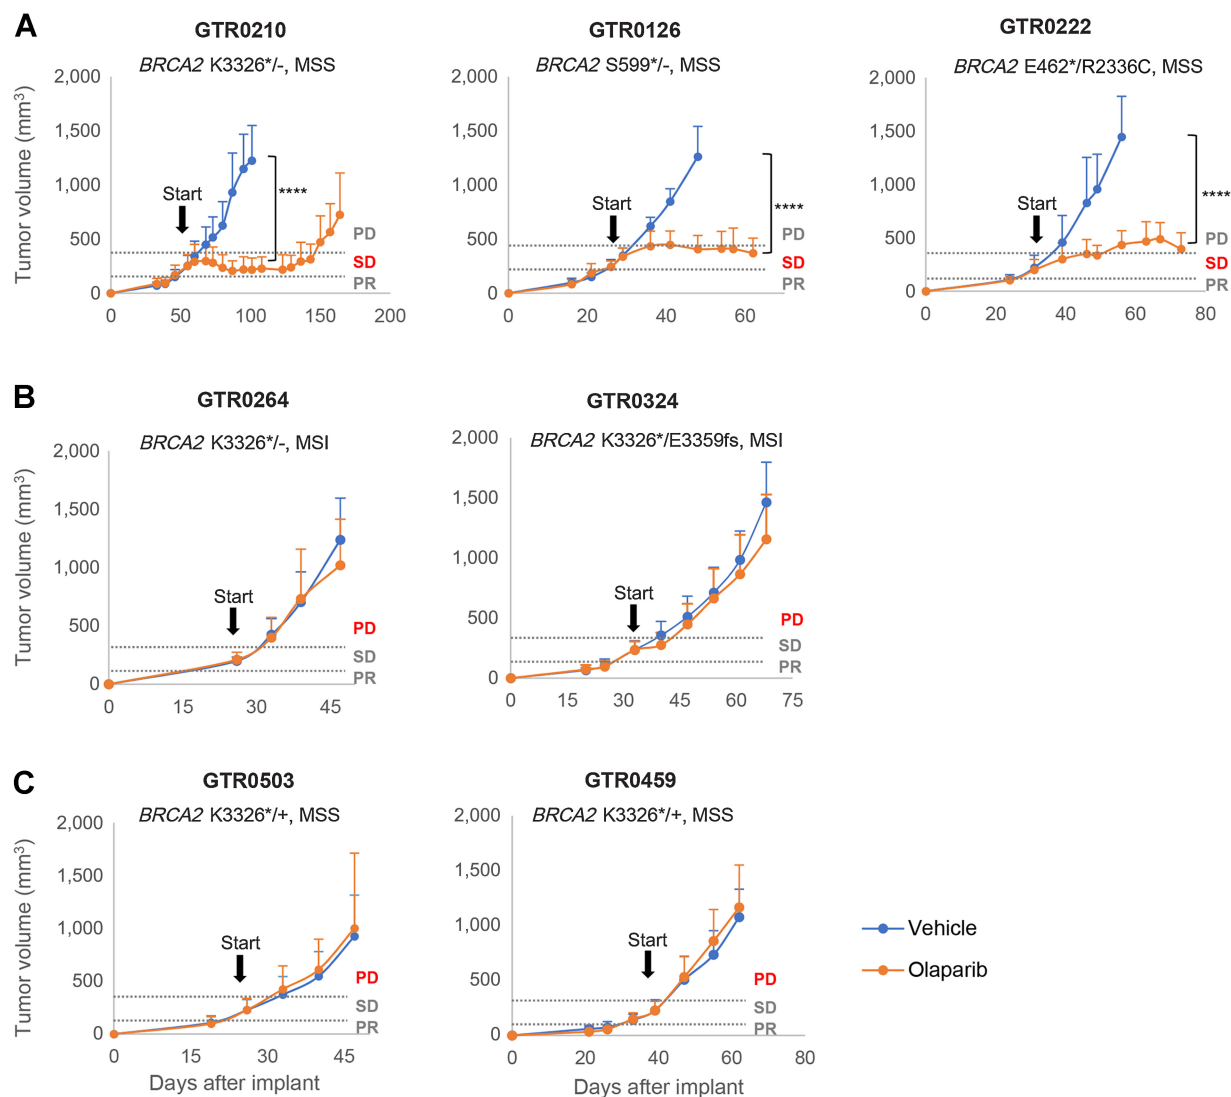 A
GTR0210
BRCA2 K3326*/-, MSS
Tumor volume (mm³)
2,000
1,500
1,000
500
0
Start
****
PD
SD
PR
0 50 100 150 200
GTR0126
BRCA2 S599*/-, MSS
2,000
1,500
1,000
500
0
Start
****
PD
SD
PR
0 20 40 60
GTR0222
BRCA2 E462*/R2336C, MSS
2,000
1,500
1,000
500
0
Start
****
PD
SD
PR
0 20 40 60 80
B
GTR0264
BRCA2 K3326*/-, MSI
Tumor volume (mm³)
2,000
1,500
1,000
500
0
Start
PD
SD
PR
0 15 30 45
GTR0324
BRCA2 K3326*/E3359fs, MSI
2,000
1,500
1,000
500
0
Start
PD
SD
PR
0 15 30 45 60 75
C
GTR0503
BRCA2 K3326*/+, MSS
Tumor volume (mm³)
2,000
1,500
1,000
500
0
Start
PD
SD
PR
0 15 30 45
Days after implant
GTR0459
BRCA2 K3326*/+, MSS
2,000
1,500
1,000
500
0
Start
PD
SD
PR
0 20 40 60 80
Days after implant
Vehicle
Olaparib